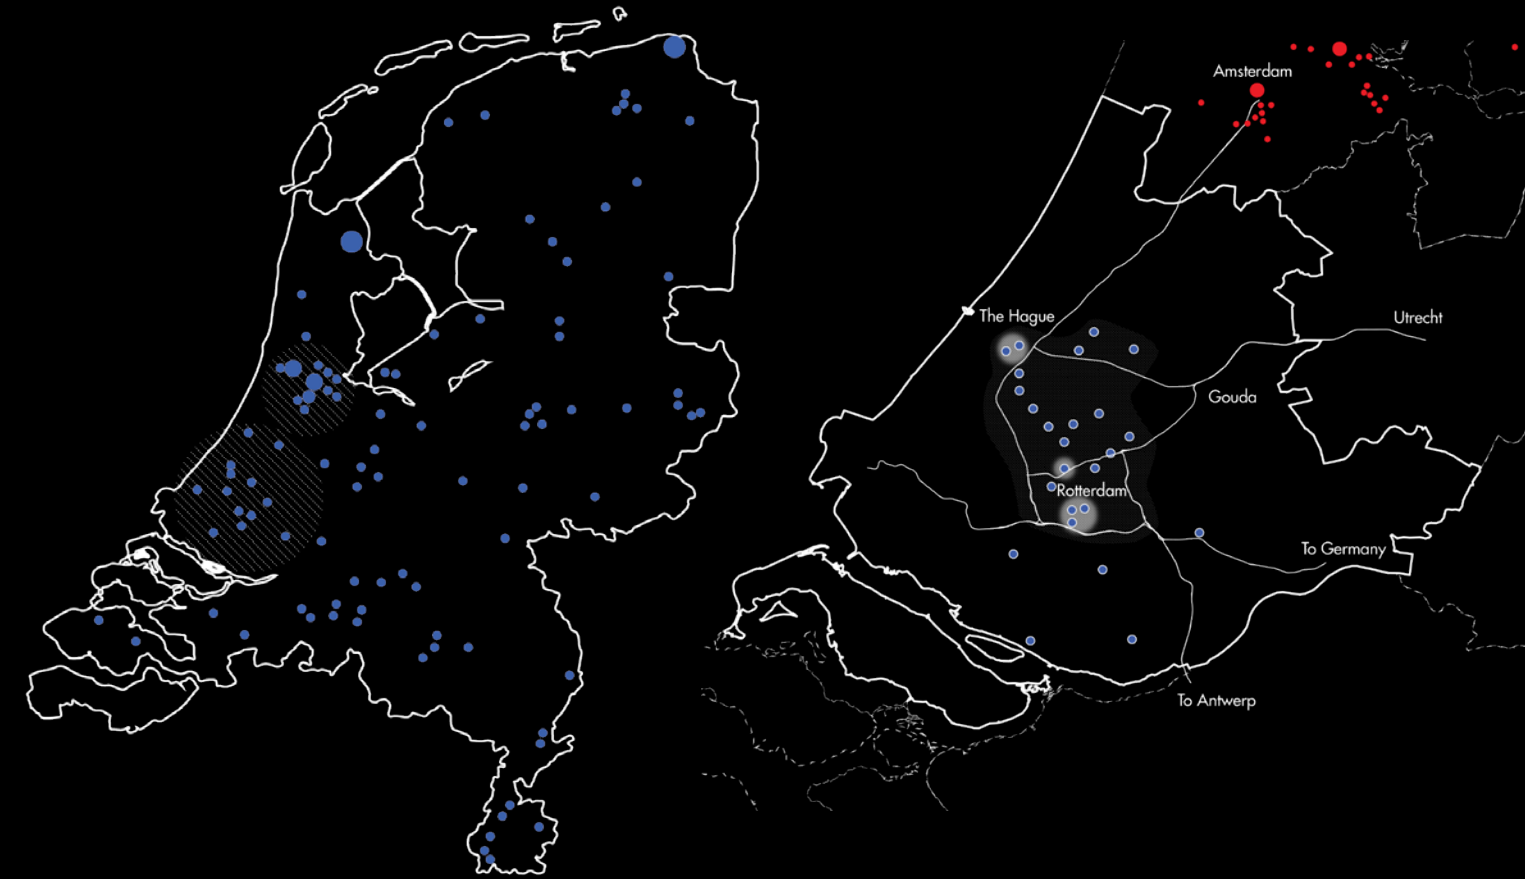 Amsterdam
The Hague
Utrecht
Gouda
Rotterdam
To Germany
To Antwerp